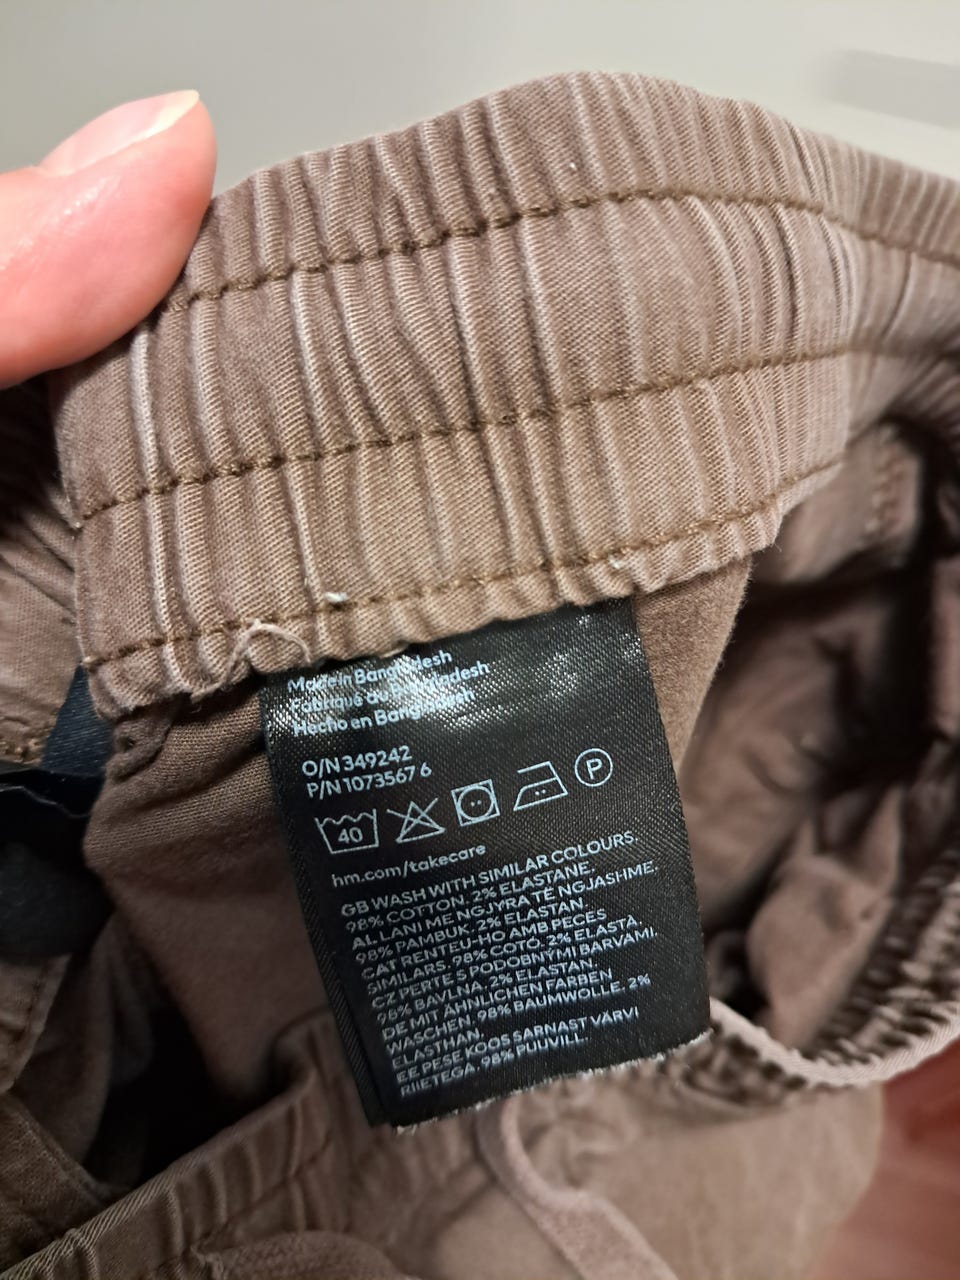 Made in Bangladesh
Fabriqué au Bangladesh
Hecho en Bangladesh
O/N 349242
P/N 1073567 6
40
P
hm.com/takecare
GB WASH WITH SIMILAR COLOURS.
98% COTTON. 2% ELASTANE.
AL LANI ME NGJYRA TË NGJASHME.
98% PAMBUK. 2% ELASTAN
CAT RENTEU-HO AMB PECES
SIMILARS. 98% COTÓ. 2% ELASTÀ.
CZ PERTE S PODOBNÝMI BARVAMI.
98% BAVLNA. 2% ELASTAN
DE MIT ÄHNLICHEN FARBEN
WASCHEN. 98% BAUMWOLLE. 2%
ELASTHAN.
EE PESE KOOS SARNAST VÄRVI
RIIETEGA. 98% PUUVILL.